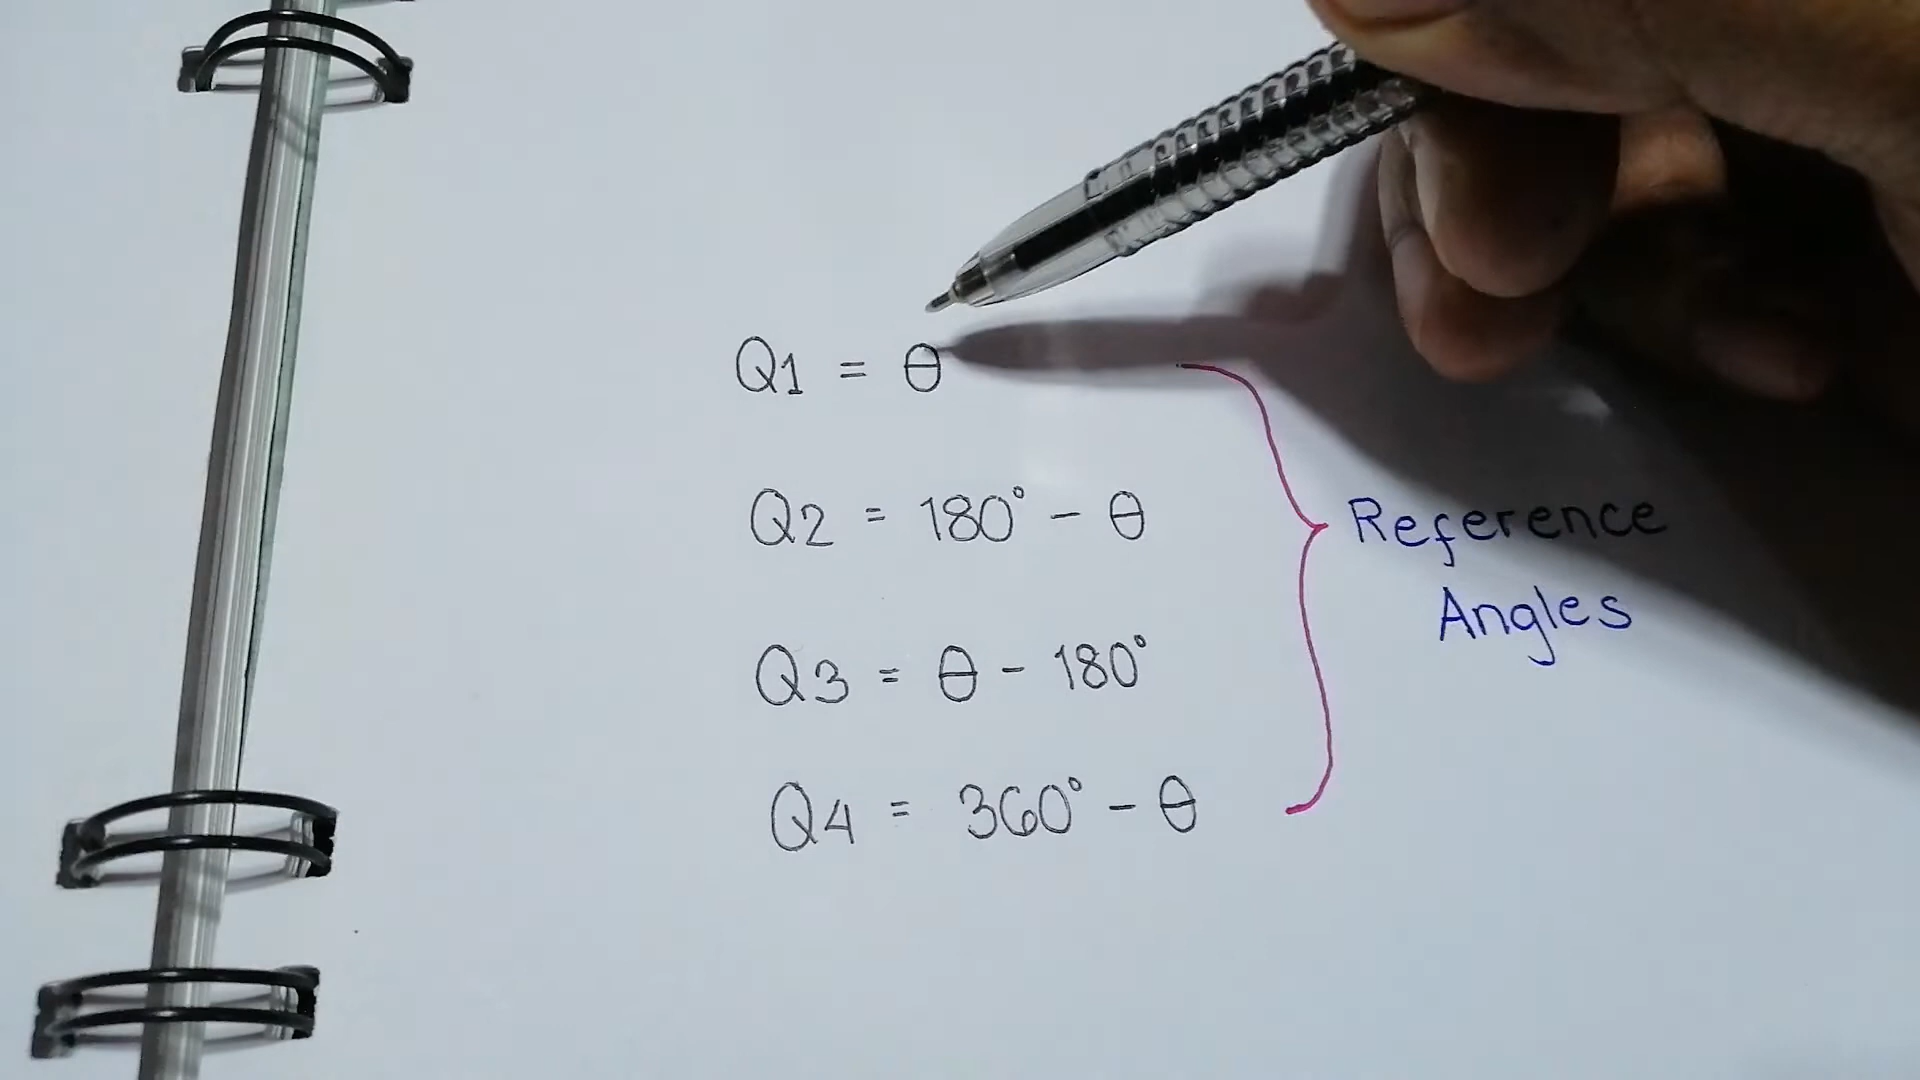 Q1 = θ
Q2 = 180° - θ
Q3 = θ - 180°
Q4 = 360° - θ
Reference
Angles